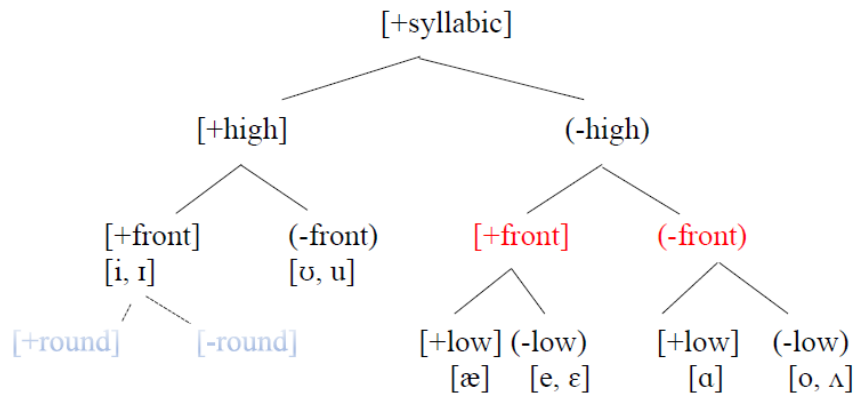 [+syllabic]
[+high] (-high)
[+front] (-front) [+front] (-front)
[i, ɪ] [ʊ, u]
[+round] [-round] [+low] (-low) [+low] (-low)
[æ] [e, ɛ] [ɑ] [o, ʌ]